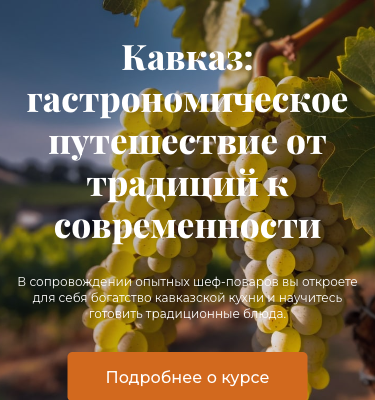 Кавказ:
гастрономическое
путешествие от
традиций к
современности
В сопровождении опытных шеф-поваров вы откроете
для себя богатство кавказской кухни и научитесь
готовить традиционные блюда.
Подробнее о курсе